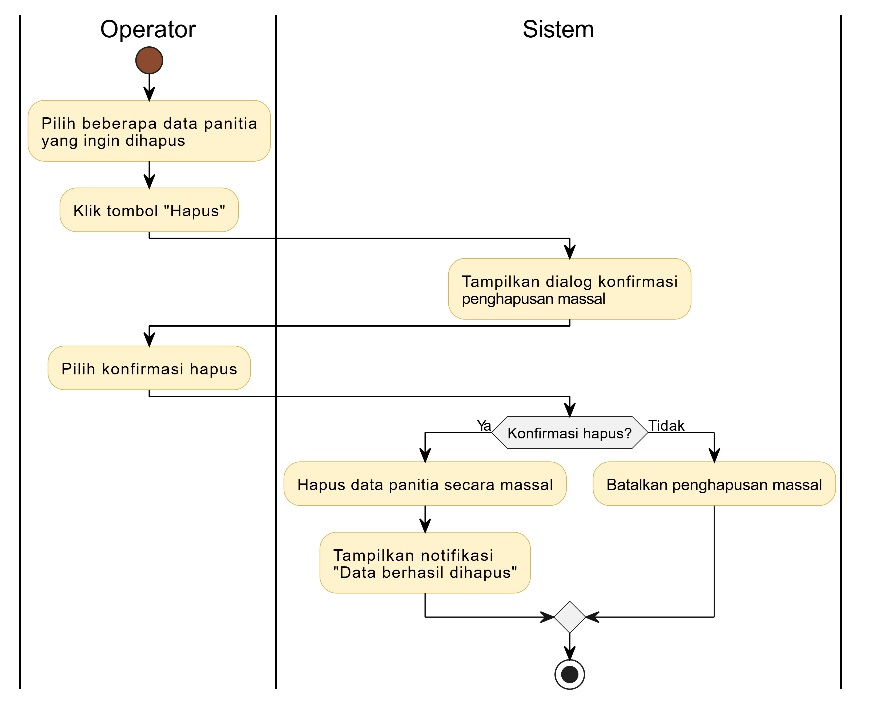 Operator
Sistem
Pilih beberapa data panitia
yang ingin dihapus
Klik tombol "Hapus"
Tampilkan dialog konfirmasi
penghapusan massal
Pilih konfirmasi hapus
Ya
Konfirmasi hapus?
Tidak
Hapus data panitia secara massal
Batalkan penghapusan massal
Tampilkan notifikasi
"Data berhasil dihapus"